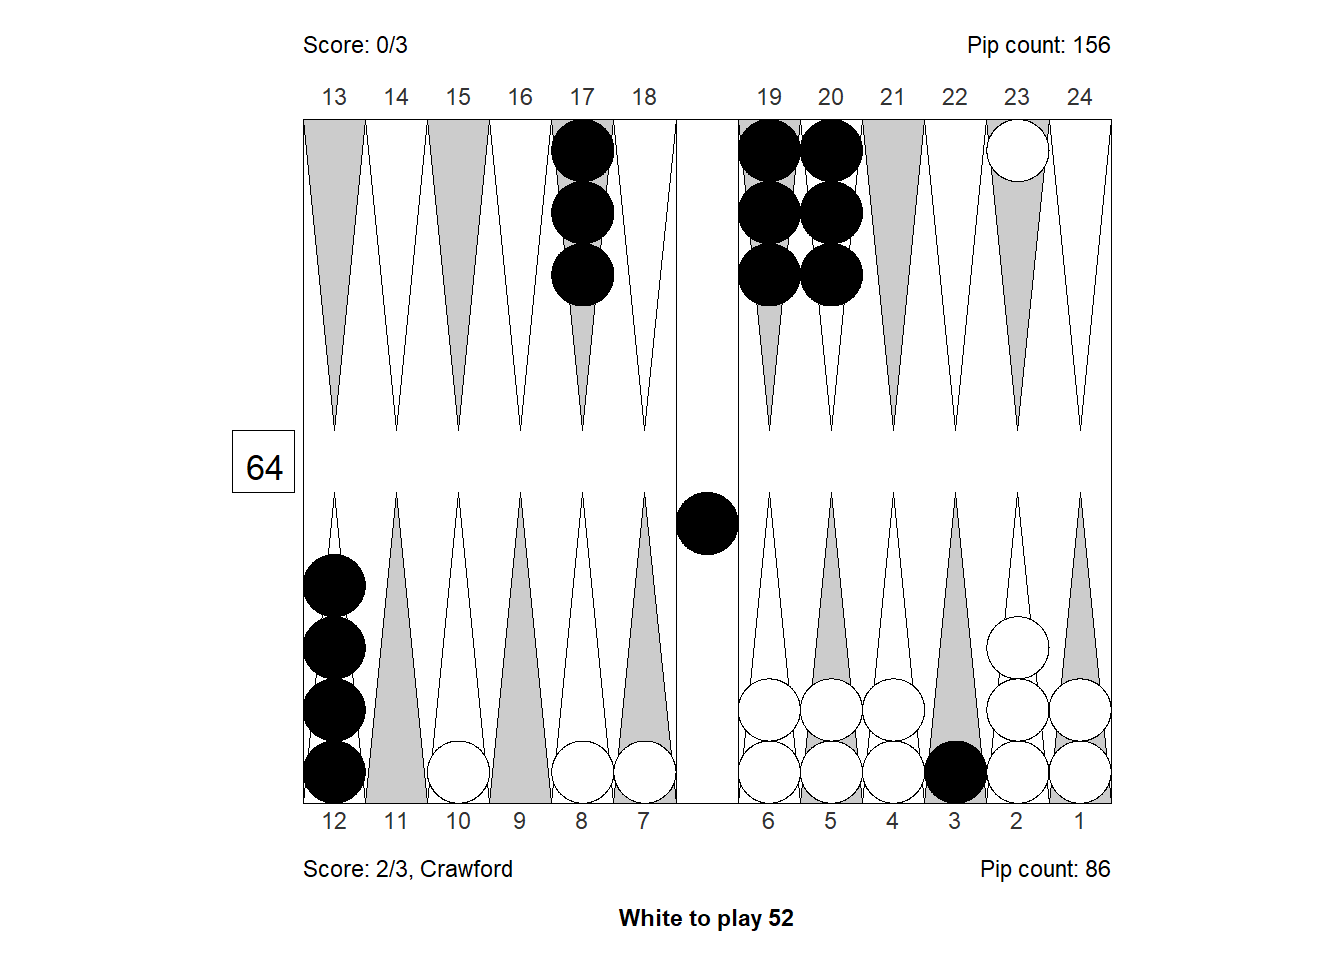 Score: 0/3 Pip count: 156
13 14 15 16 17 18 19 20 21 22 23 24
64
12 11 10 9 8 7 6 5 4 3 2 1
Score: 2/3, Crawford Pip count: 86
White to play 52